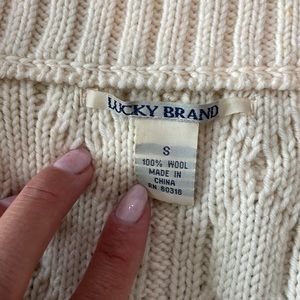 LUCKY BRAND
S
100% WOOL
MADE IN
CHINA
RN 80318